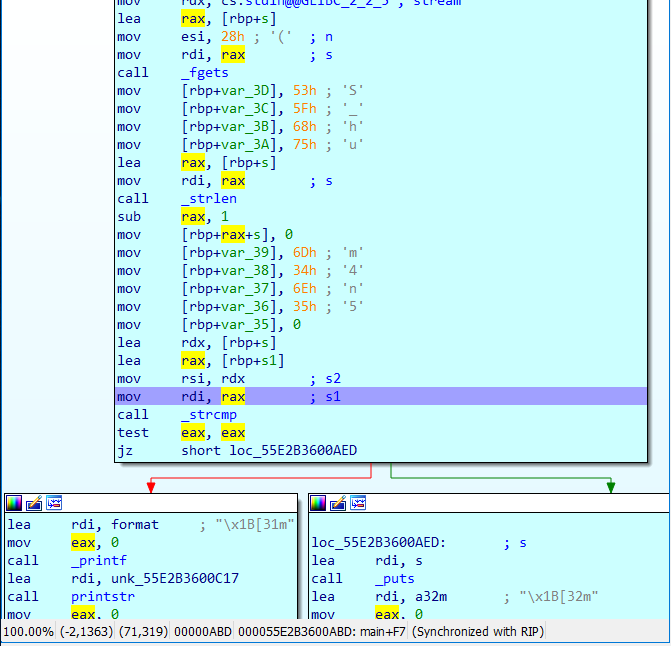 mov rdx, cs:stdin@@GLIBC_2_2_5 ; stream
lea rax, [rbp+s]
mov esi, 28h ; '(' ; n
mov rdi, rax ; s
call _fgets
mov [rbp+var_3D], 53h ; 'S'
mov [rbp+var_3C], 5Fh ; '_'
mov [rbp+var_3B], 68h ; 'h'
mov [rbp+var_3A], 75h ; 'u'
lea rax, [rbp+s]
mov rdi, rax ; s
call _strlen
sub rax, 1
mov [rbp+rax+s], 0
mov [rbp+var_39], 6Dh ; 'm'
mov [rbp+var_38], 34h ; '4'
mov [rbp+var_37], 6Eh ; 'n'
mov [rbp+var_36], 35h ; '5'
mov [rbp+var_35], 0
lea rdx, [rbp+s]
lea rax, [rbp+s1]
mov rsi, rdx ; s2
mov rdi, rax ; s1
call _strcmp
test eax, eax
jz short loc_55E2B3600AED
lea rdi, format ; "\x1B[31m"
mov eax, 0
call _printf
lea rdi, unk_55E2B3600C17
call printstr
mov eax, 0
loc_55E2B3600AED: ; s
lea rdi, s
call _puts
lea rdi, a32m ; "\x1B[32m"
mov eax, 0
100.00% (-2,1363) (71,319) 00000ABD 000055E2B3600ABD: main+F7 (Synchronized with RIP)